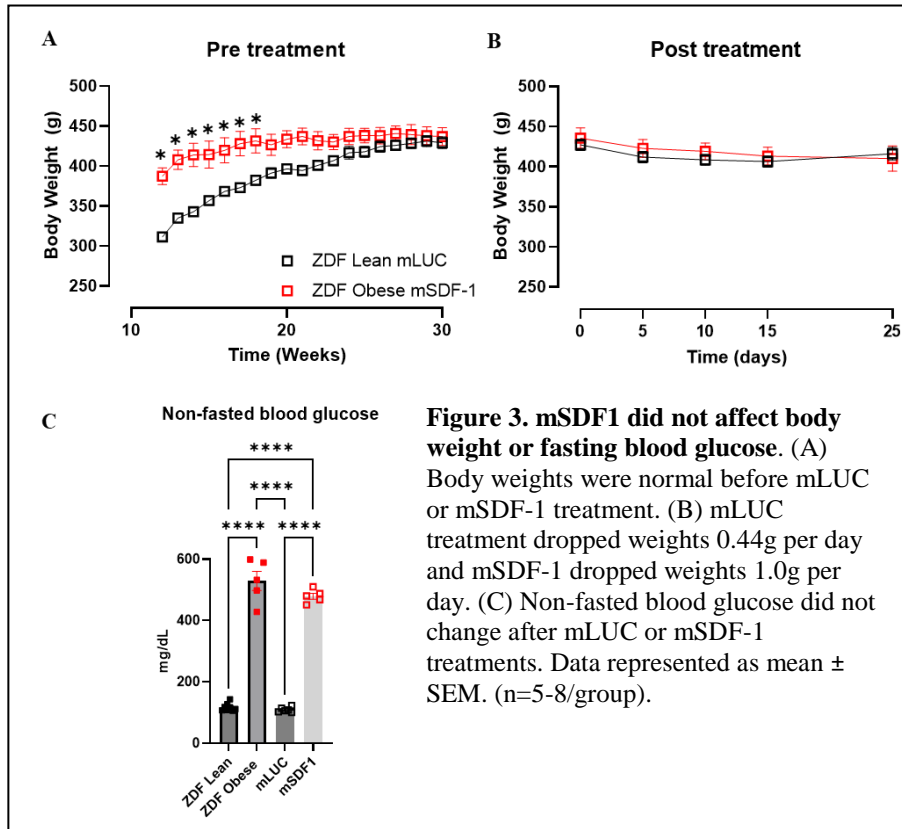 A
Pre treatment
Body Weight (g)
500
450
400
350
300
250
* * * * * * *
ZDF Lean mLUC
ZDF Obese mSDF-1
10 20 30
Time (Weeks)
B
Post treatment
Body Weight (g)
500
450
400
350
300
250
0 5 10 15 25
Time (days)
C
Non-fasted blood glucose
****
****
**** ****
mg/dL
600
400
200
0
ZDF Lean
ZDF Obese
mLUC
mSDF1
Figure 3. mSDF1 did not affect body
weight or fasting blood glucose. (A)
Body weights were normal before mLUC
or mSDF-1 treatment. (B) mLUC
treatment dropped weights 0.44g per day
and mSDF-1 dropped weights 1.0g per
day. (C) Non-fasted blood glucose did not
change after mLUC or mSDF-1
treatments. Data represented as mean ±
SEM. (n=5-8/group).